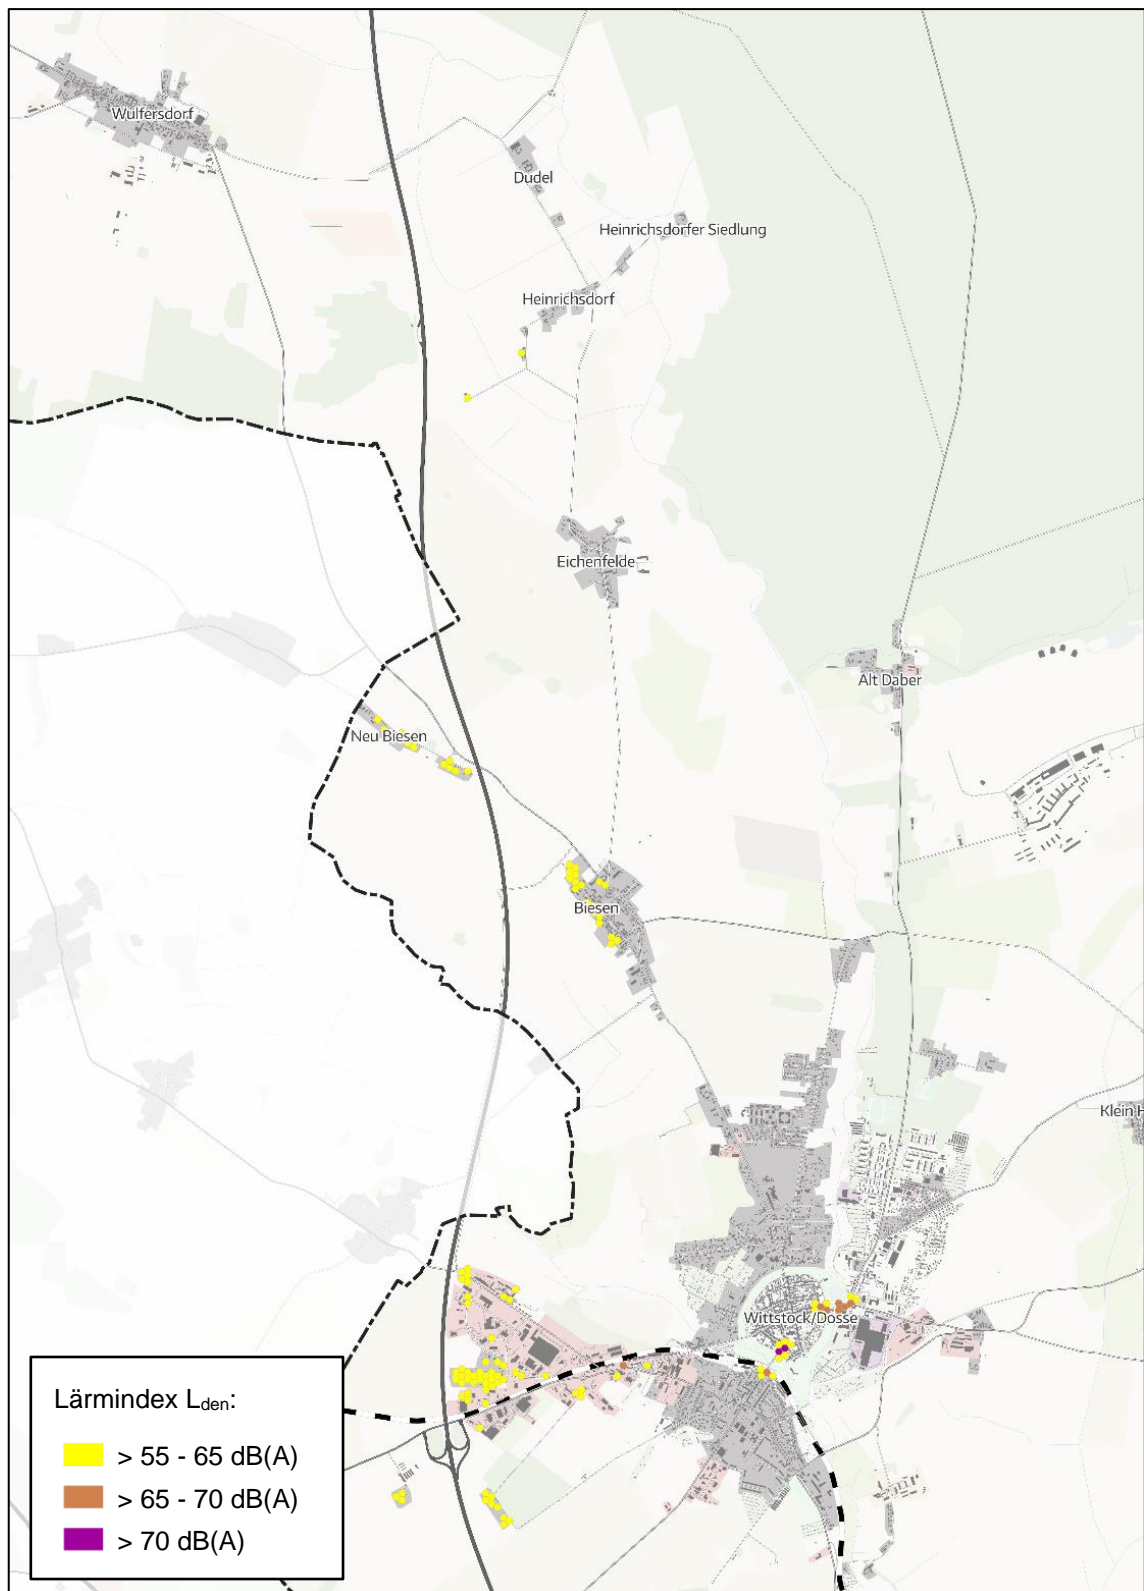 Wulfersdorf
Dudel
Heinrichsdorfer Siedlung
Heinrichsdorf
Eichenfelde
Alt Daber
Neu Biesen
Biesen
Klein H
Wittstock/Dosse
Lärmindex Lden:
> 55 - 65 dB(A)
> 65 - 70 dB(A)
> 70 dB(A)